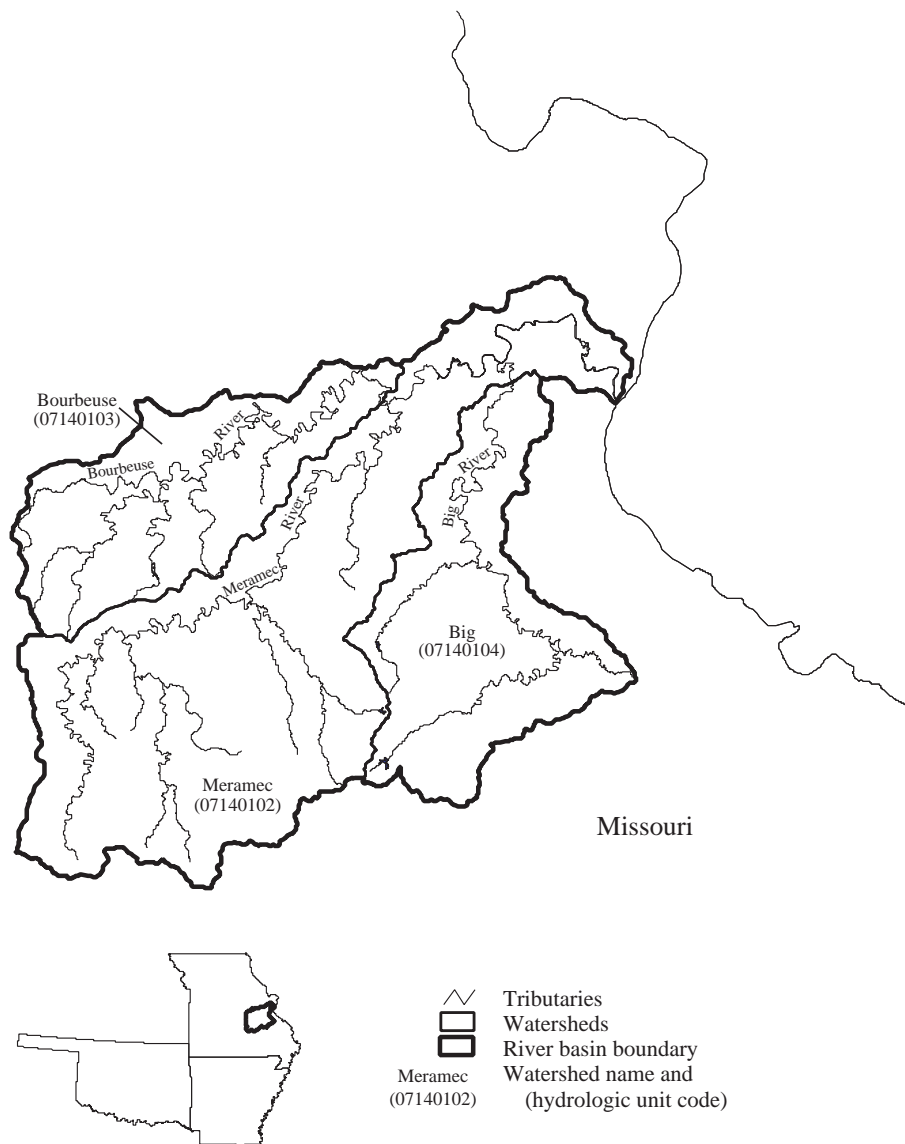 Bourbeuse
(07140103)
River
Bourbeuse
River
Big
River
Meramec
Big
(07140104)
Meramec
(07140102)
Missouri
Tributaries
Watersheds
River basin boundary
Meramec
(07140102)
Watershed name and
(hydrologic unit code)